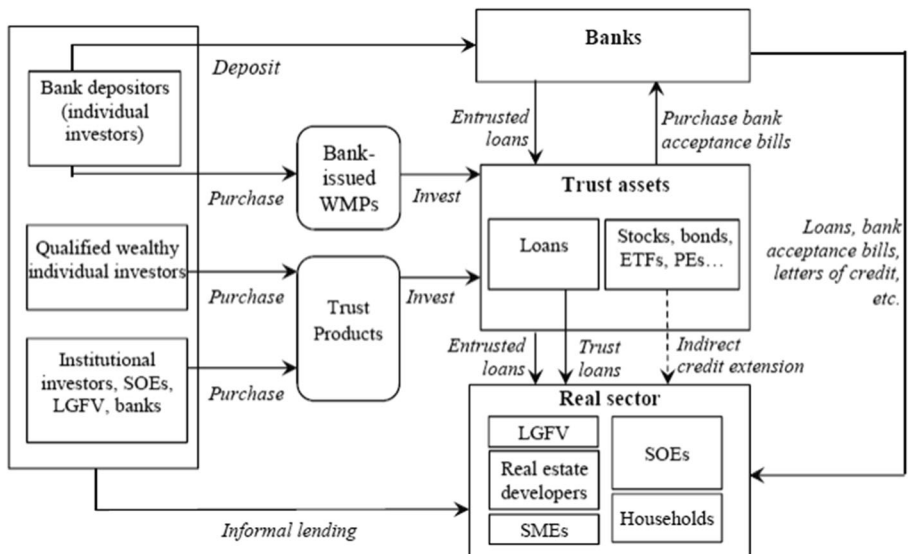 Banks
Deposit
Bank depositors
(individual
investors)
Entrusted
loans
Purchase bank
acceptance bills
Bank-
issued
WMPs
Purchase
Invest
Trust assets
Loans
Stocks, bonds,
ETFs, PEs...
Loans, bank
acceptance bills,
letters of credit,
etc.
Qualified wealthy
individual investors
Purchase
Trust
Products
Invest
Institutional
investors, SOEs,
LGFV, banks
Purchase
Entrusted
loans
Trust
loans
Indirect
credit extension
Real sector
LGFV
Real estate
developers
SMEs
SOEs
Households
Informal lending